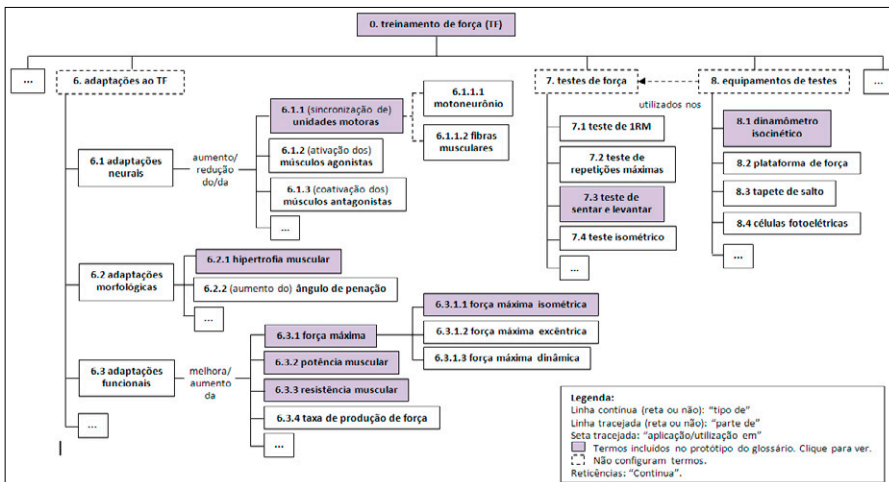 0. treinamento de força (TF)
...
6. adaptações ao TF
7. testes de força
8. equipamentos de testes
...
utilizados nos
6.1 adaptações
neurais
aumento/
redução
do/da
6.1.1 (sincronização de)
unidades motoras
6.1.1.1
motoneurônio
6.1.1.2 fibras
musculares
6.1.2 (ativação dos)
músculos agonistas
6.1.3 (coativação dos)
músculos antagonistas
...
6.2 adaptações
morfológicas
6.2.1 hipertrofia muscular
6.2.2 (aumento do) ângulo de penação
...
6.3 adaptações
funcionais
melhora/
aumento
da
6.3.1 força máxima
6.3.1.1 força máxima isométrica
6.3.1.2 força máxima excêntrica
6.3.1.3 força máxima dinâmica
6.3.2 potência muscular
6.3.3 resistência muscular
6.3.4 taxa de produção de força
...
...
7.1 teste de 1RM
7.2 teste de
repetições máximas
7.3 teste de
sentar e levantar
7.4 teste isométrico
...
8.1 dinamômetro
isocinético
8.2 plataforma de força
8.3 tapete de salto
8.4 células fotoelétricas
...
Legenda:
Linha contínua (reta ou não): “tipo de”
Linha tracejada (reta ou não): “parte de”
Seta tracejada: “aplicação/utilização em”
Termos incluídos no protótipo do glossário. Clique para ver.
Não configuram termos.
Reticências: “Continua”.